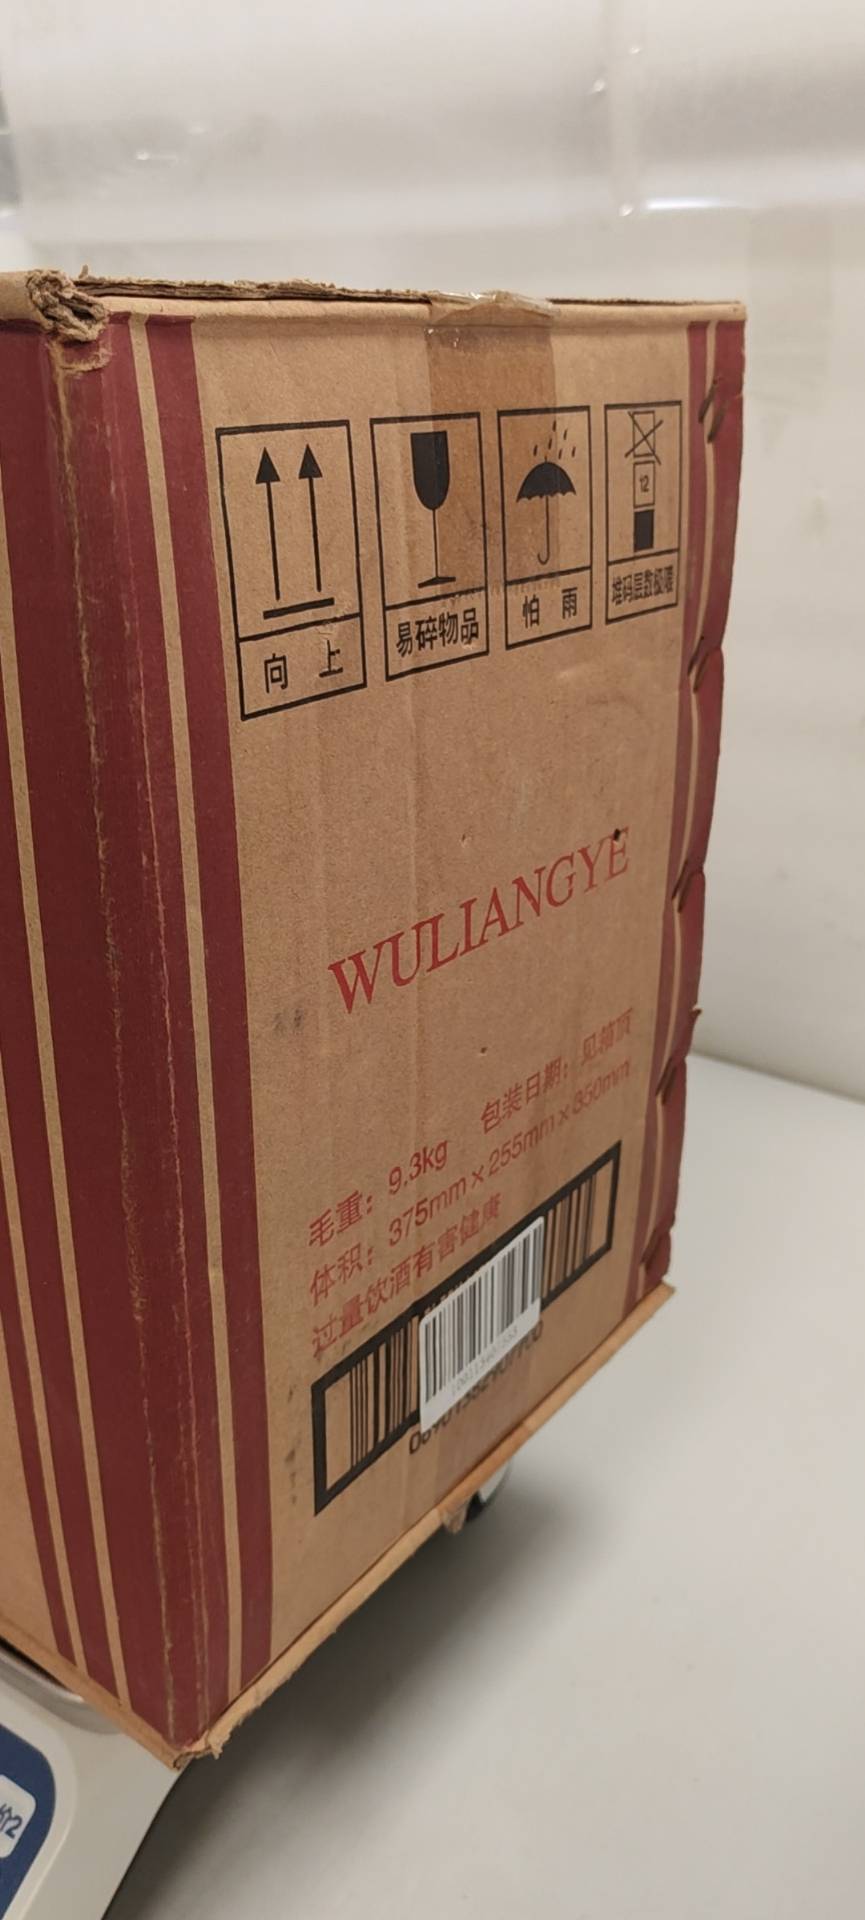 向 上
易碎物品
怕 雨
12
堆码层数极限
WULIANGYE
毛重：9.3kg 包装日期：见箱顶
体积：375mm×255mm×350mm
过量饮酒有害健康